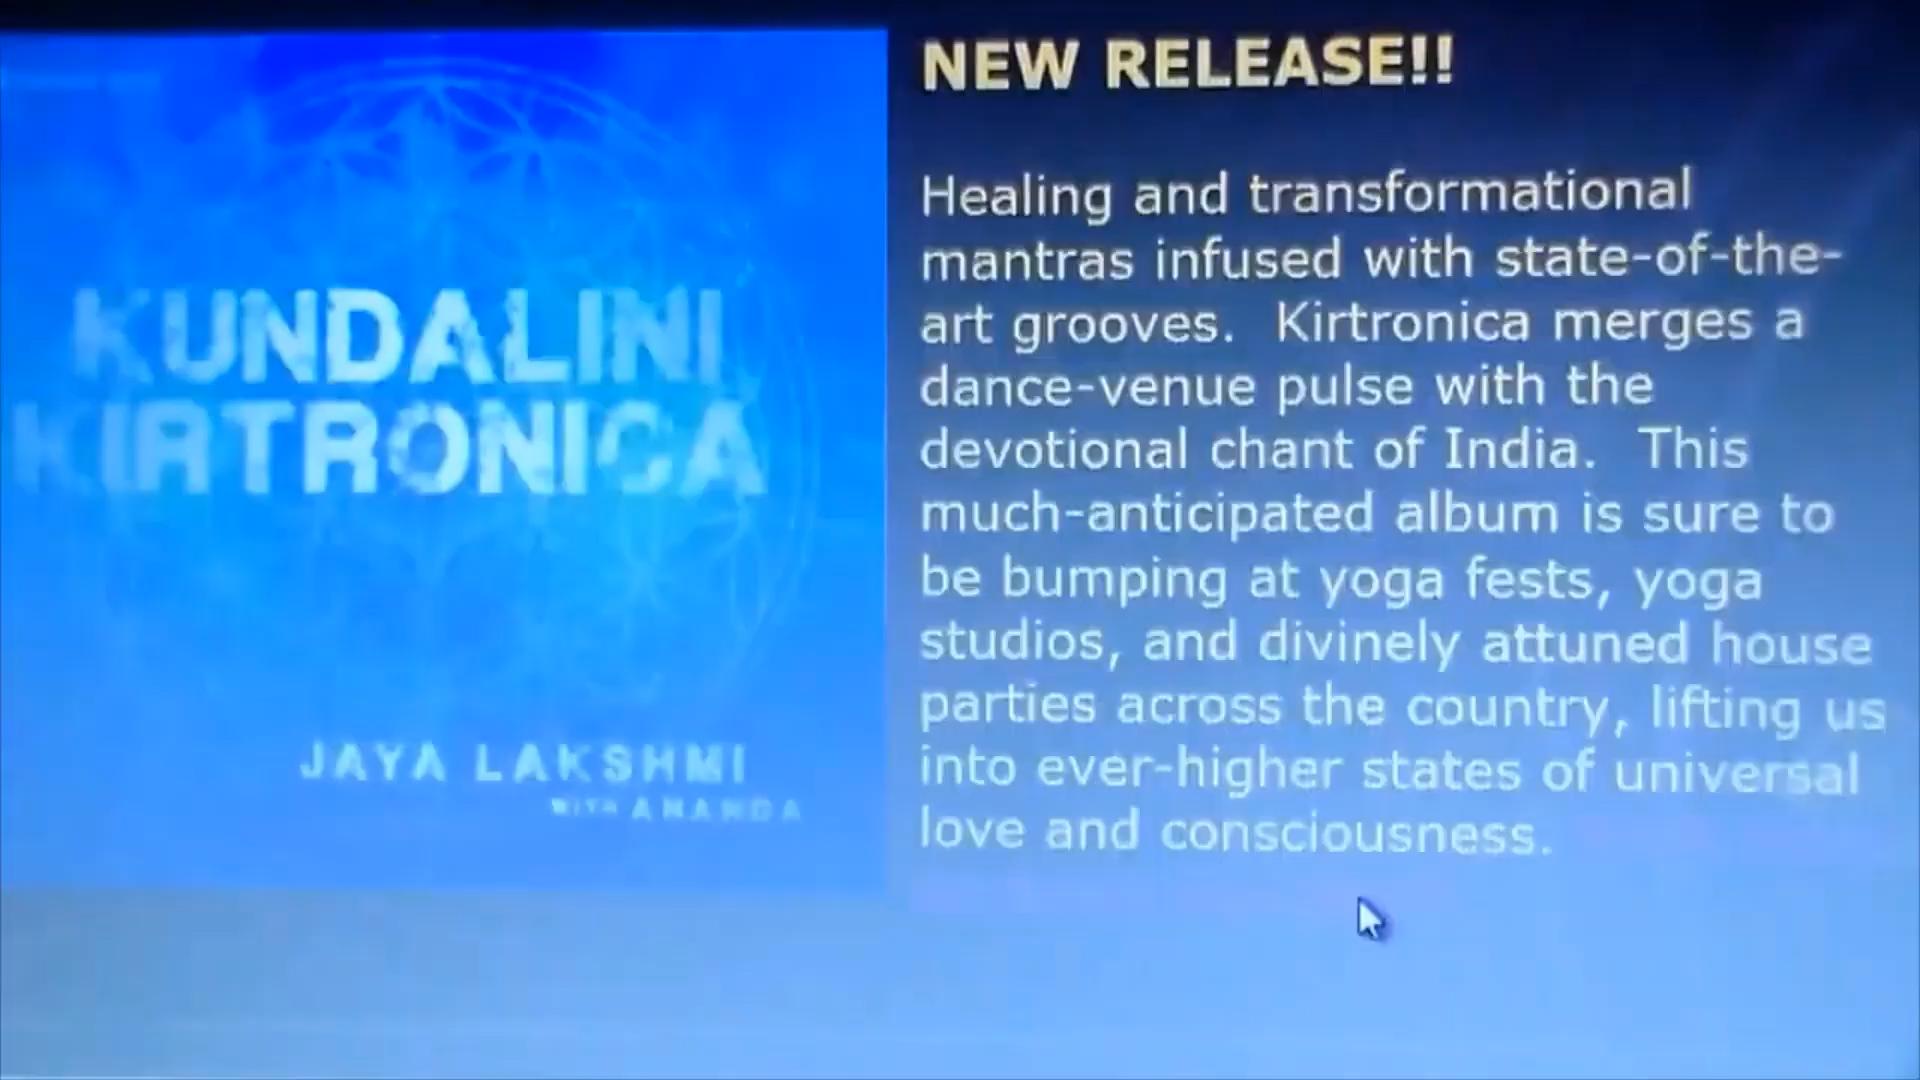 KUNDALINI
KIRTRONICA
JAYA LAKSHMI
WITH ANANDA
NEW RELEASE!!
Healing and transformational
mantras infused with state-of-the-
art grooves. Kirtronica merges a
dance-venue pulse with the
devotional chant of India. This
much-anticipated album is sure to
be bumping at yoga fests, yoga
studios, and divinely attuned house
parties across the country, lifting us
into ever-higher states of universal
love and consciousness.